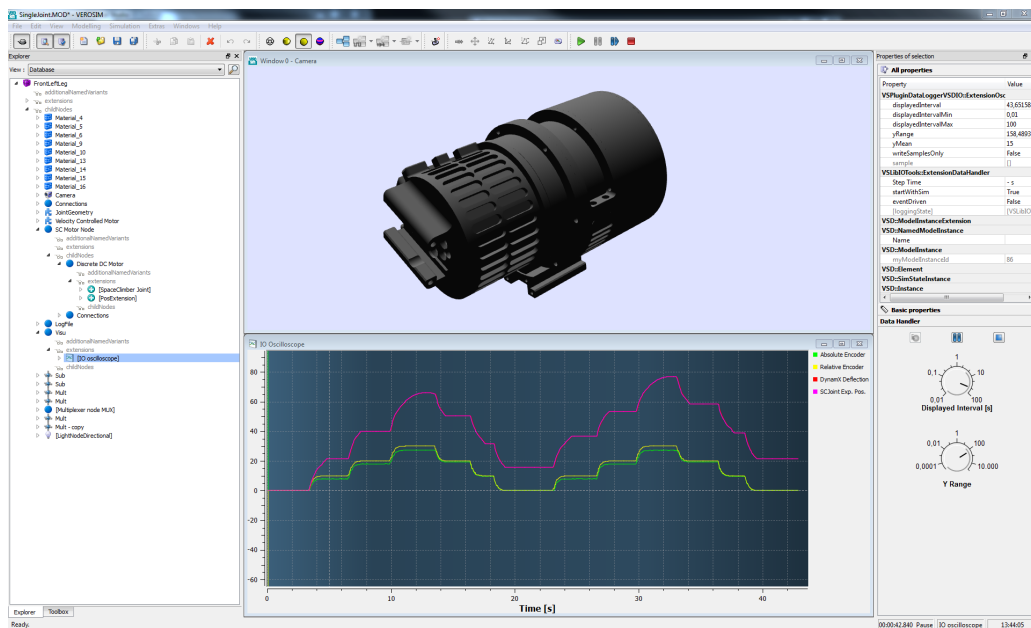 SingleJoint.MOD* - VEROSIM
File Edit View Modelling Simulation Extras Windows Help
Explorer
View : Database
FrontLeftLeg
additionalNamedVariants
extensions
childNodes
Material_4
Material_5
Material_6
Material_9
Material_10
Material_13
Material_14
Material_15
Material_16
Camera
Connections
JointGeometry
Velocity Controlled Motor
SC Motor Node
additionalNamedVariants
extensions
childNodes
Discrete DC Motor
additionalNamedVariants
extensions
[SpaceClimber Joint]
[PosExtension]
childNodes
Connections
LogFile
Visu
additionalNamedVariants
extensions
[IO oscilloscope]
childNodes
Sub
Sub
Mult
Mult
[Multiplexer node MUX]
Mult
Mult - copy
[LightNodeDirectional]
Explorer Toolbox
Ready.
Window 0 - Camera
IO Oscilloscope
80
60
40
20
0
-20
-40
-60
0 10 20 30 40
Time [s]
Absolute Encoder
Relative Encoder
DynamX Deflection
SCJoint Exp. Pos.
Properties of selection
All properties
Property Value
VSPluginDataLoggerVSDIO::ExtensionOsc
displayedInterval 43,65158
displayedIntervalMin 0,01
displayedIntervalMax 100
yRange 158,4893
yMean 15
writeSamplesOnly False
sample []
VSLibIOTools::ExtensionDataHandler
Step Time - s
startWithSim True
eventDriven False
[loggingState] [VSLibIO
VSD::ModelInstanceExtension
VSD::NamedModelInstance
Name
VSD::ModelInstance
myModelInstanceId 86
VSD::Element
VSD::SimStateInstance
VSD::Instance
Basic properties
Data Handler
1
0,1 10
0,01 100
Displayed Interval [s]
1
0,01 100
0,0001 10.000
Y Range
00:00:42.840 Pause IO oscilloscope 13:44:05